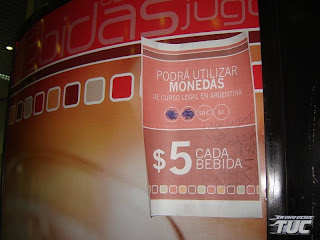 bidas jugo
PODRÁ UTILIZAR
MONEDAS
DE CURSO LEGAL EN ARGENTINA
50 C $1
$5 CADA
BEBIDA
TUC